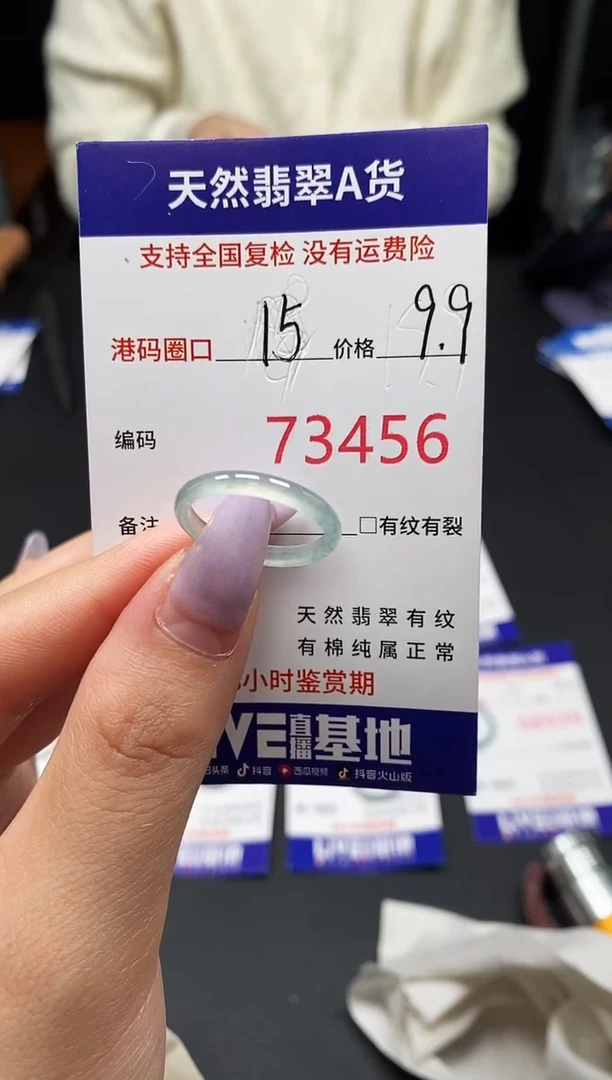 天然翡翠A货
支持全国复检 没有运费险
港码圈口 15 价格 9.9
编码 73456
备注 □有纹有裂
天然翡翠有纹
有棉纯属正常
小时鉴赏期
直播基地
抖音 西瓜视频 抖音火山版